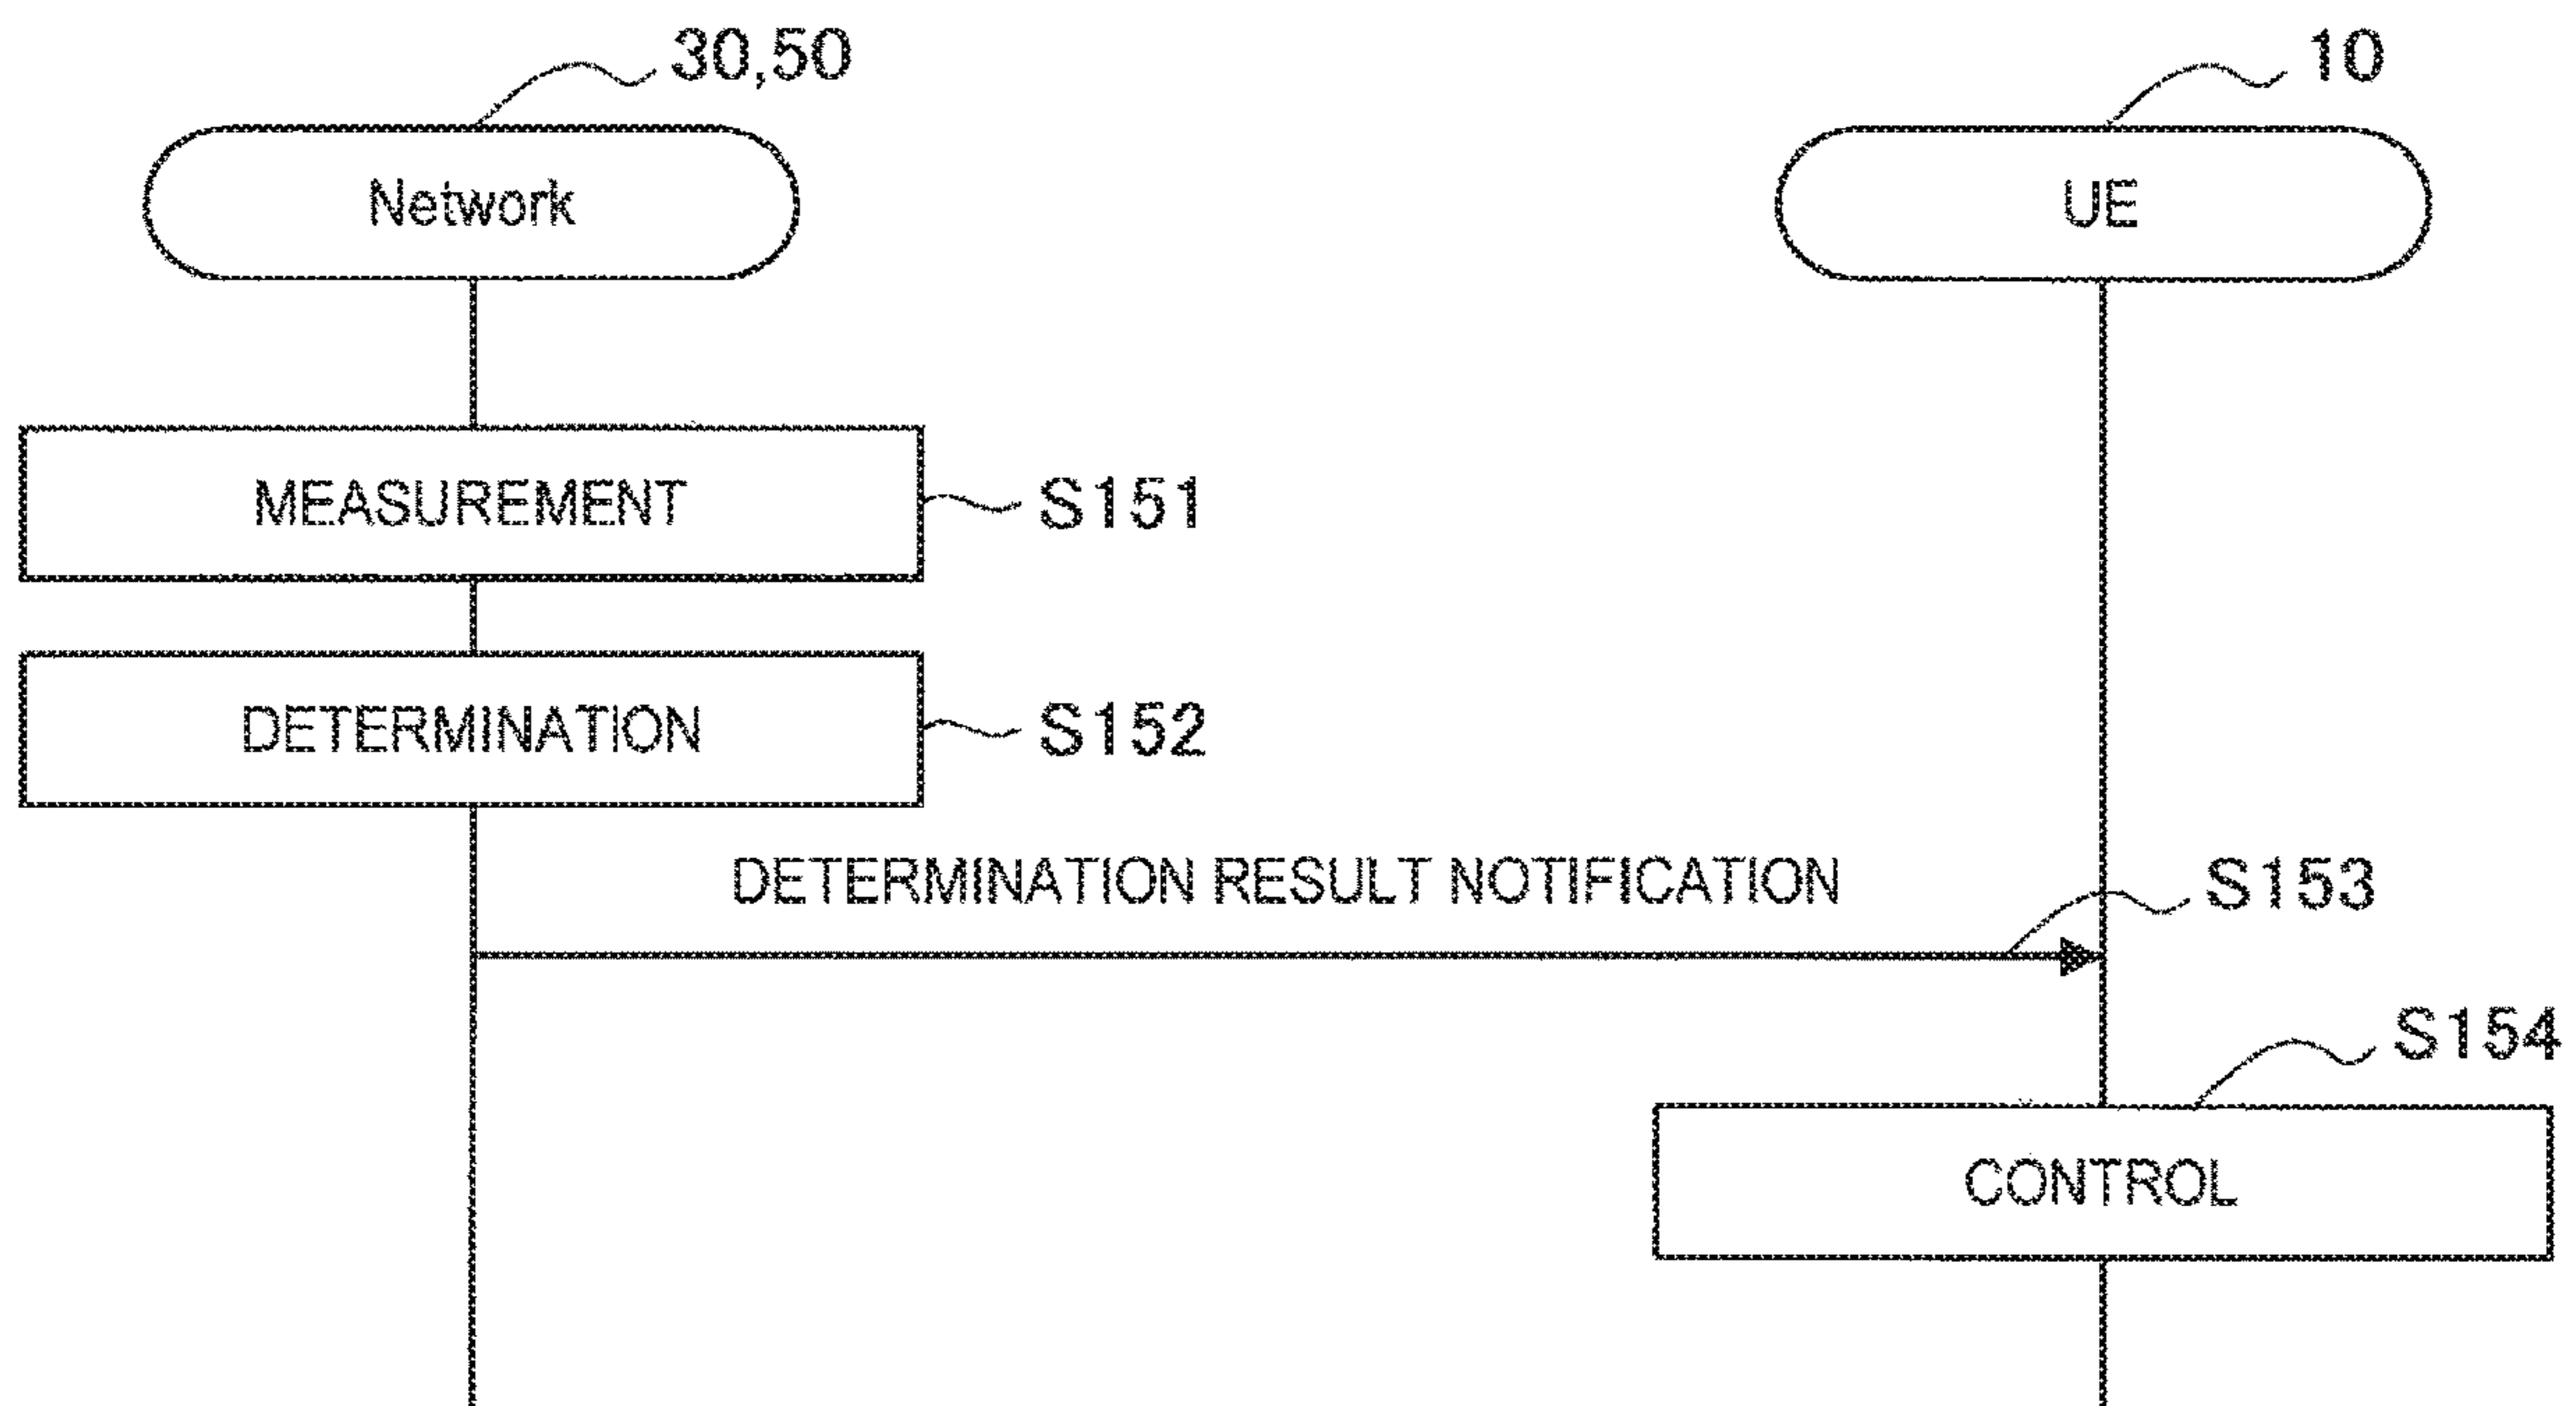 30,50
10
Network
UE
MEASUREMENT
S151
DETERMINATION
S152
DETERMINATION RESULT NOTIFICATION
S153
S154
CONTROL